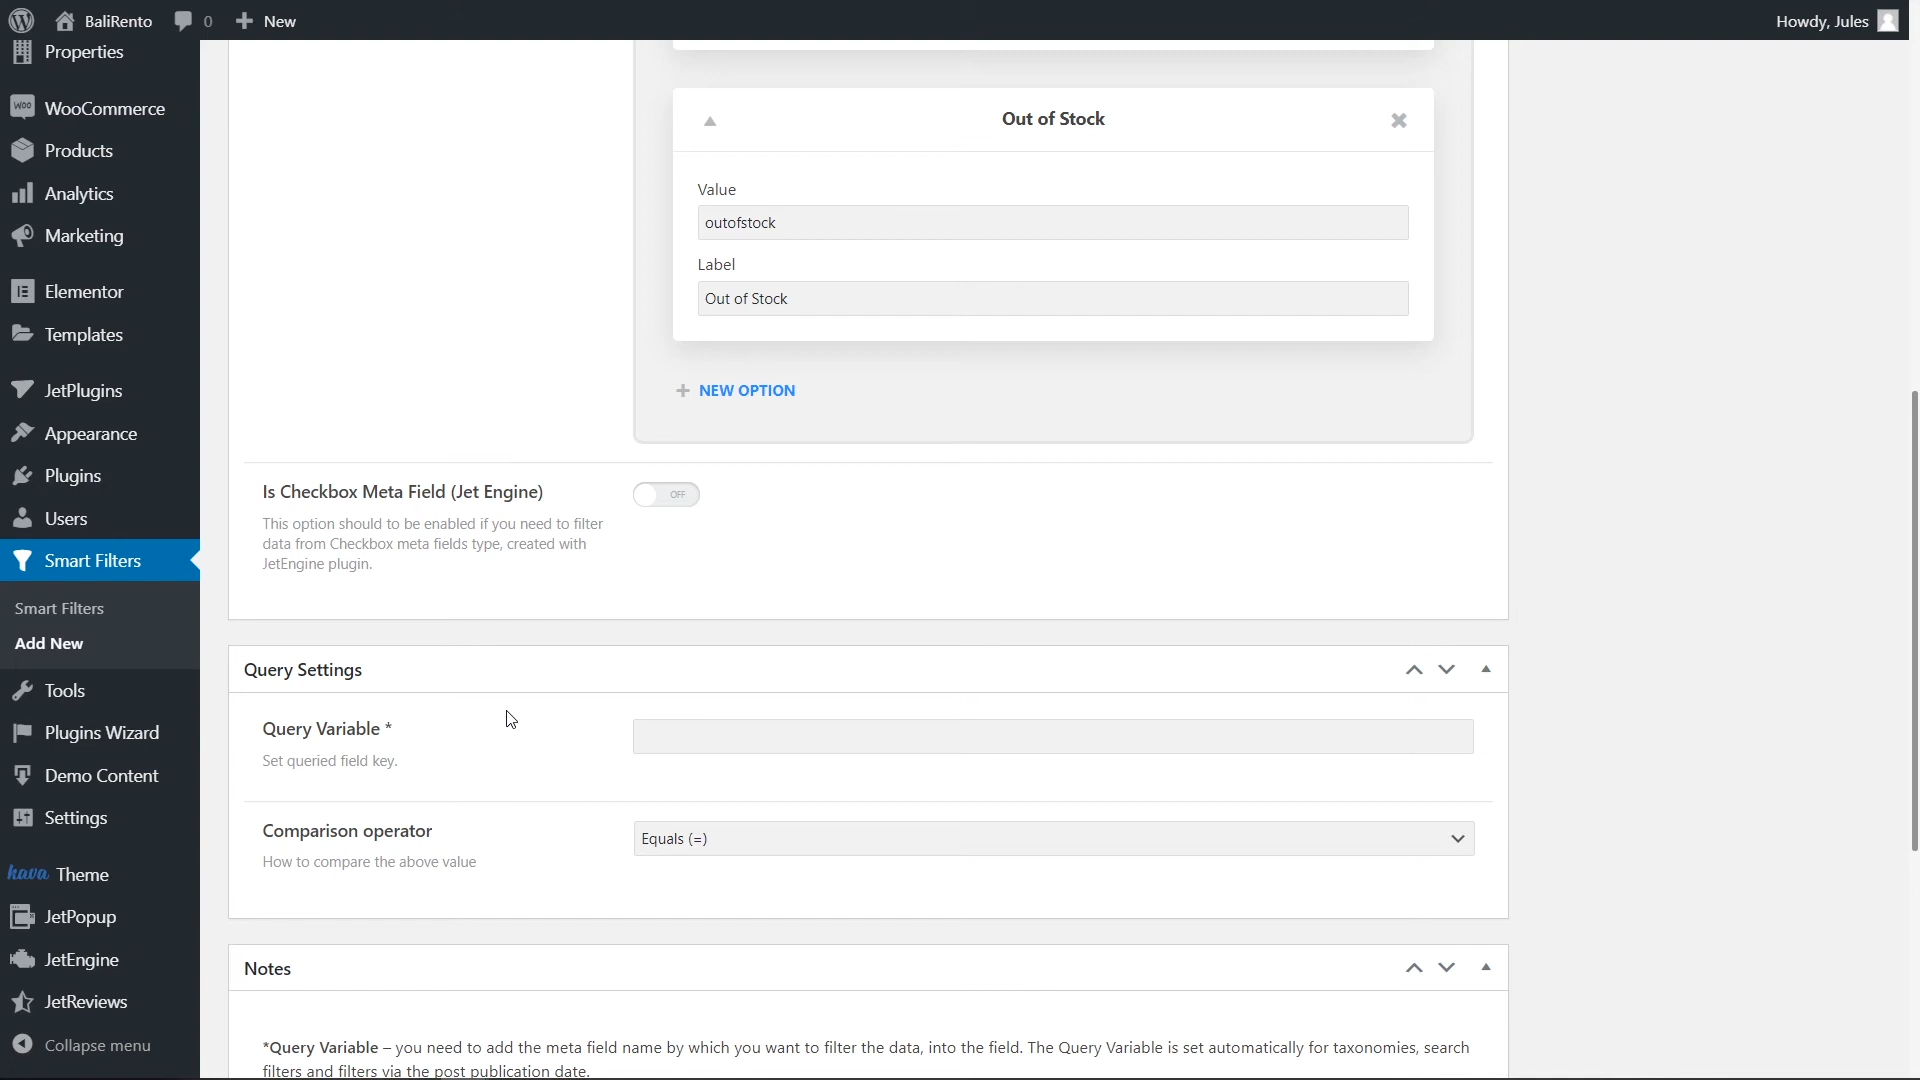 BaliRento
0
New
Howdy, Jules
Properties
WooCommerce
Products
Analytics
Marketing
Elementor
Templates
JetPlugins
Appearance
Plugins
Users
Smart Filters
Smart Filters
Add New
Tools
Plugins Wizard
Demo Content
Settings
hava Theme
JetPopup
JetEngine
JetReviews
Collapse menu
Out of Stock
Value
outofstock
Label
Out of Stock
NEW OPTION
Is Checkbox Meta Field (Jet Engine)
OFF
This option should to be enabled if you need to filter
data from Checkbox meta fields type, created with
JetEngine plugin.
Query Settings
Query Variable *
Set queried field key.
Comparison operator
Equals (=)
How to compare the above value
Notes
*Query Variable – you need to add the meta field name by which you want to filter the data, into the field. The Query Variable is set automatically for taxonomies, search
filters and filters via the post publication date.